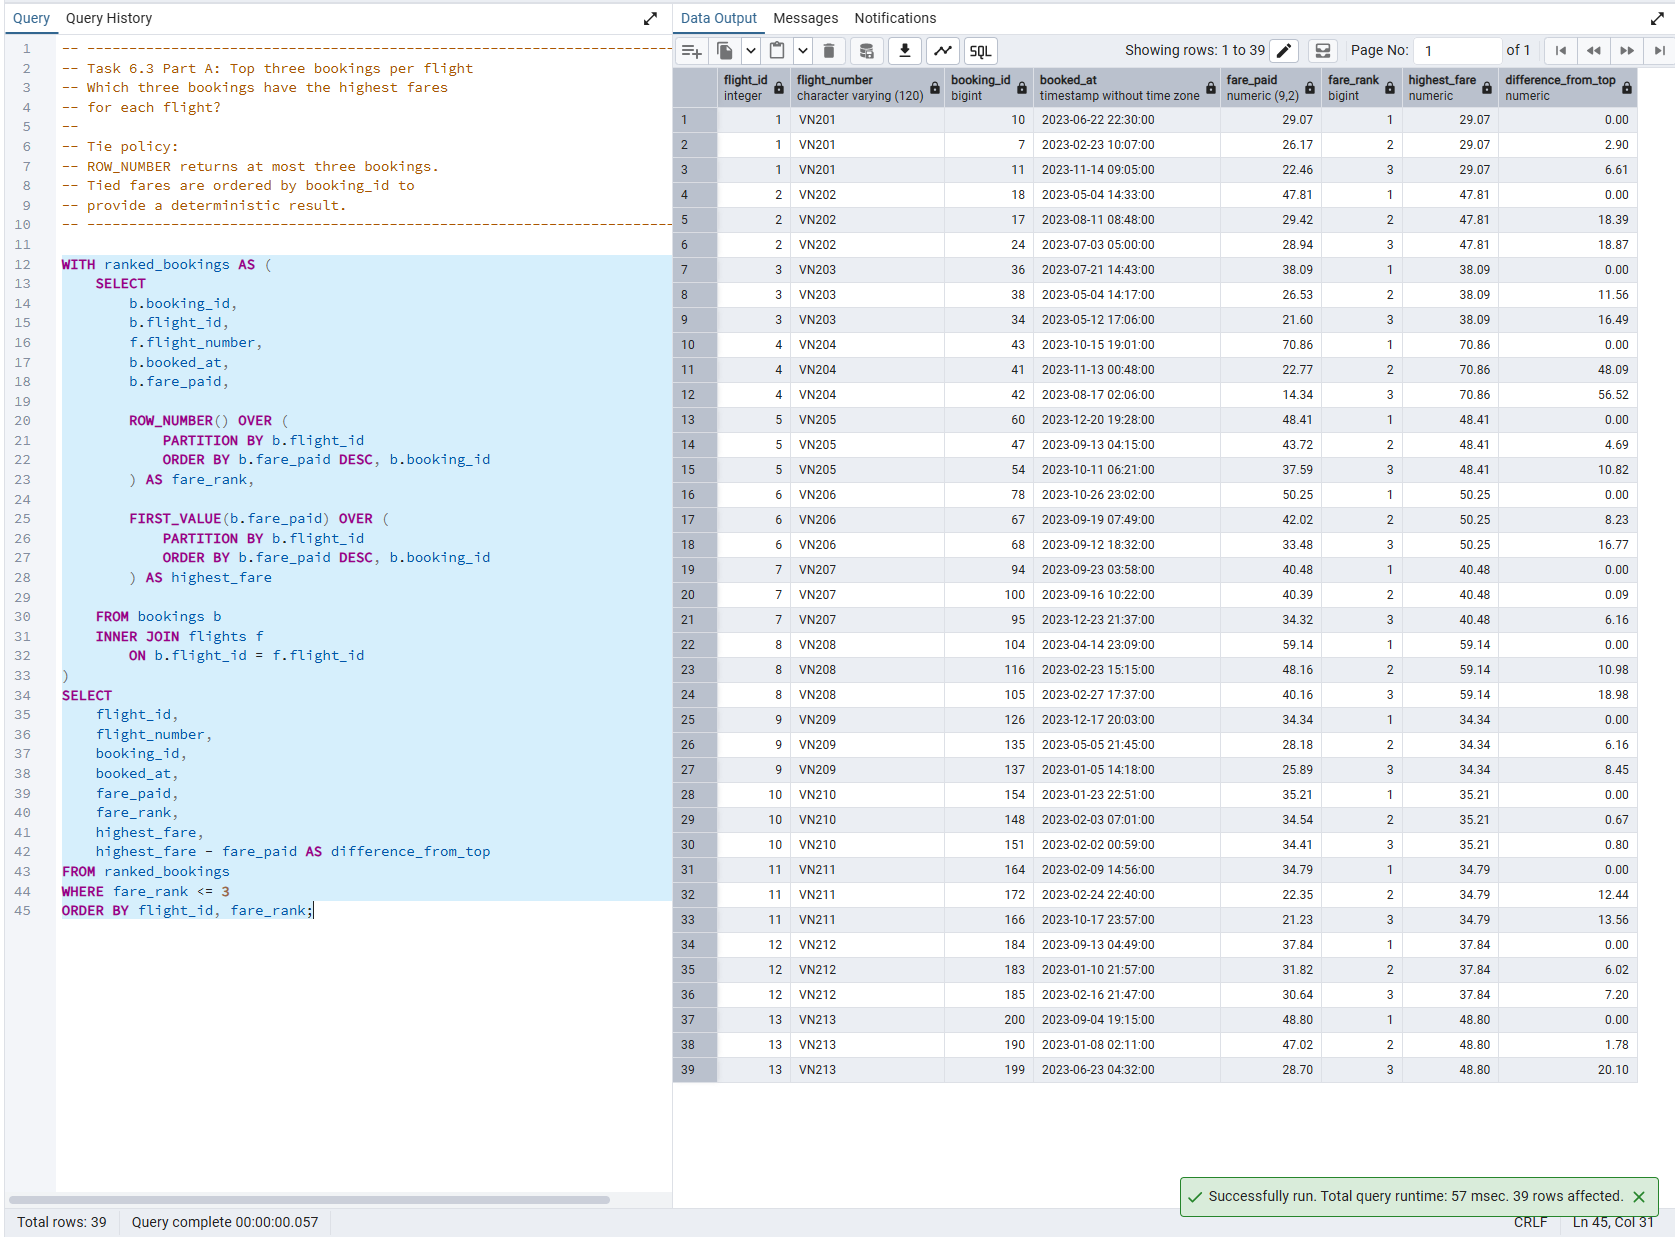 Query Query History
1 -- ----------------------------------------------------------------------
2 -- Task 6.3 Part A: Top three bookings per flight
3 -- Which three bookings have the highest fares
4 -- for each flight?
5 --
6 -- Tie policy:
7 -- ROW_NUMBER returns at most three bookings.
8 -- Tied fares are ordered by booking_id to
9 -- provide a deterministic result.
10 -- ----------------------------------------------------------------------
11
12 WITH ranked_bookings AS (
13 SELECT
14 b.booking_id,
15 b.flight_id,
16 f.flight_number,
17 b.booked_at,
18 b.fare_paid,
19
20 ROW_NUMBER() OVER (
21 PARTITION BY b.flight_id
22 ORDER BY b.fare_paid DESC, b.booking_id
23 ) AS fare_rank,
24
25 FIRST_VALUE(b.fare_paid) OVER (
26 PARTITION BY b.flight_id
27 ORDER BY b.fare_paid DESC, b.booking_id
28 ) AS highest_fare
29
30 FROM bookings b
31 INNER JOIN flights f
32 ON b.flight_id = f.flight_id
33 )
34 SELECT
35 flight_id,
36 flight_number,
37 booking_id,
38 booked_at,
39 fare_paid,
40 fare_rank,
41 highest_fare,
42 highest_fare - fare_paid AS difference_from_top
43 FROM ranked_bookings
44 WHERE fare_rank <= 3
45 ORDER BY flight_id, fare_rank;
Data Output Messages Notifications
SQL Showing rows: 1 to 39 Page No: 1 of 1
flight_id flight_number booking_id booked_at fare_paid fare_rank highest_fare difference_from_top
integer character varying (120) bigint timestamp without time zone numeric (9,2) bigint numeric numeric
1 1 VN201 10 2023-06-22 22:30:00 29.07 1 29.07 0.00
2 1 VN201 7 2023-02-23 10:07:00 26.17 2 29.07 2.90
3 1 VN201 11 2023-11-14 09:05:00 22.46 3 29.07 6.61
4 2 VN202 18 2023-05-04 14:33:00 47.81 1 47.81 0.00
5 2 VN202 17 2023-08-11 08:48:00 29.42 2 47.81 18.39
6 2 VN202 24 2023-07-03 05:00:00 28.94 3 47.81 18.87
7 3 VN203 36 2023-07-21 14:43:00 38.09 1 38.09 0.00
8 3 VN203 38 2023-05-04 14:17:00 26.53 2 38.09 11.56
9 3 VN203 34 2023-05-12 17:06:00 21.60 3 38.09 16.49
10 4 VN204 43 2023-10-15 19:01:00 70.86 1 70.86 0.00
11 4 VN204 41 2023-11-13 00:48:00 22.77 2 70.86 48.09
12 4 VN204 42 2023-08-17 02:06:00 14.34 3 70.86 56.52
13 5 VN205 60 2023-12-20 19:28:00 48.41 1 48.41 0.00
14 5 VN205 47 2023-09-13 04:15:00 43.72 2 48.41 4.69
15 5 VN205 54 2023-10-11 06:21:00 37.59 3 48.41 10.82
16 6 VN206 78 2023-10-26 23:02:00 50.25 1 50.25 0.00
17 6 VN206 67 2023-09-19 07:49:00 42.02 2 50.25 8.23
18 6 VN206 68 2023-09-12 18:32:00 33.48 3 50.25 16.77
19 7 VN207 94 2023-09-23 03:58:00 40.48 1 40.48 0.00
20 7 VN207 100 2023-09-16 10:22:00 40.39 2 40.48 0.09
21 7 VN207 95 2023-12-23 21:37:00 34.32 3 40.48 6.16
22 8 VN208 104 2023-04-14 23:09:00 59.14 1 59.14 0.00
23 8 VN208 116 2023-02-23 15:15:00 48.16 2 59.14 10.98
24 8 VN208 105 2023-02-27 17:37:00 40.16 3 59.14 18.98
25 9 VN209 126 2023-12-17 20:03:00 34.34 1 34.34 0.00
26 9 VN209 135 2023-05-05 21:45:00 28.18 2 34.34 6.16
27 9 VN209 137 2023-01-05 14:18:00 25.89 3 34.34 8.45
28 10 VN210 154 2023-01-23 22:51:00 35.21 1 35.21 0.00
29 10 VN210 148 2023-02-03 07:01:00 34.54 2 35.21 0.67
30 10 VN210 151 2023-02-02 00:59:00 34.41 3 35.21 0.80
31 11 VN211 164 2023-02-09 14:56:00 34.79 1 34.79 0.00
32 11 VN211 172 2023-02-24 22:40:00 22.35 2 34.79 12.44
33 11 VN211 166 2023-10-17 23:57:00 21.23 3 34.79 13.56
34 12 VN212 184 2023-09-13 04:49:00 37.84 1 37.84 0.00
35 12 VN212 183 2023-01-10 21:57:00 31.82 2 37.84 6.02
36 12 VN212 185 2023-02-16 21:47:00 30.64 3 37.84 7.20
37 13 VN213 200 2023-09-04 19:15:00 48.80 1 48.80 0.00
38 13 VN213 190 2023-01-08 02:11:00 47.02 2 48.80 1.78
39 13 VN213 199 2023-06-23 04:32:00 28.70 3 48.80 20.10
Successfully run. Total query runtime: 57 msec. 39 rows affected.
Total rows: 39 Query complete 00:00:00.057 CRLF Ln 45, Col 31